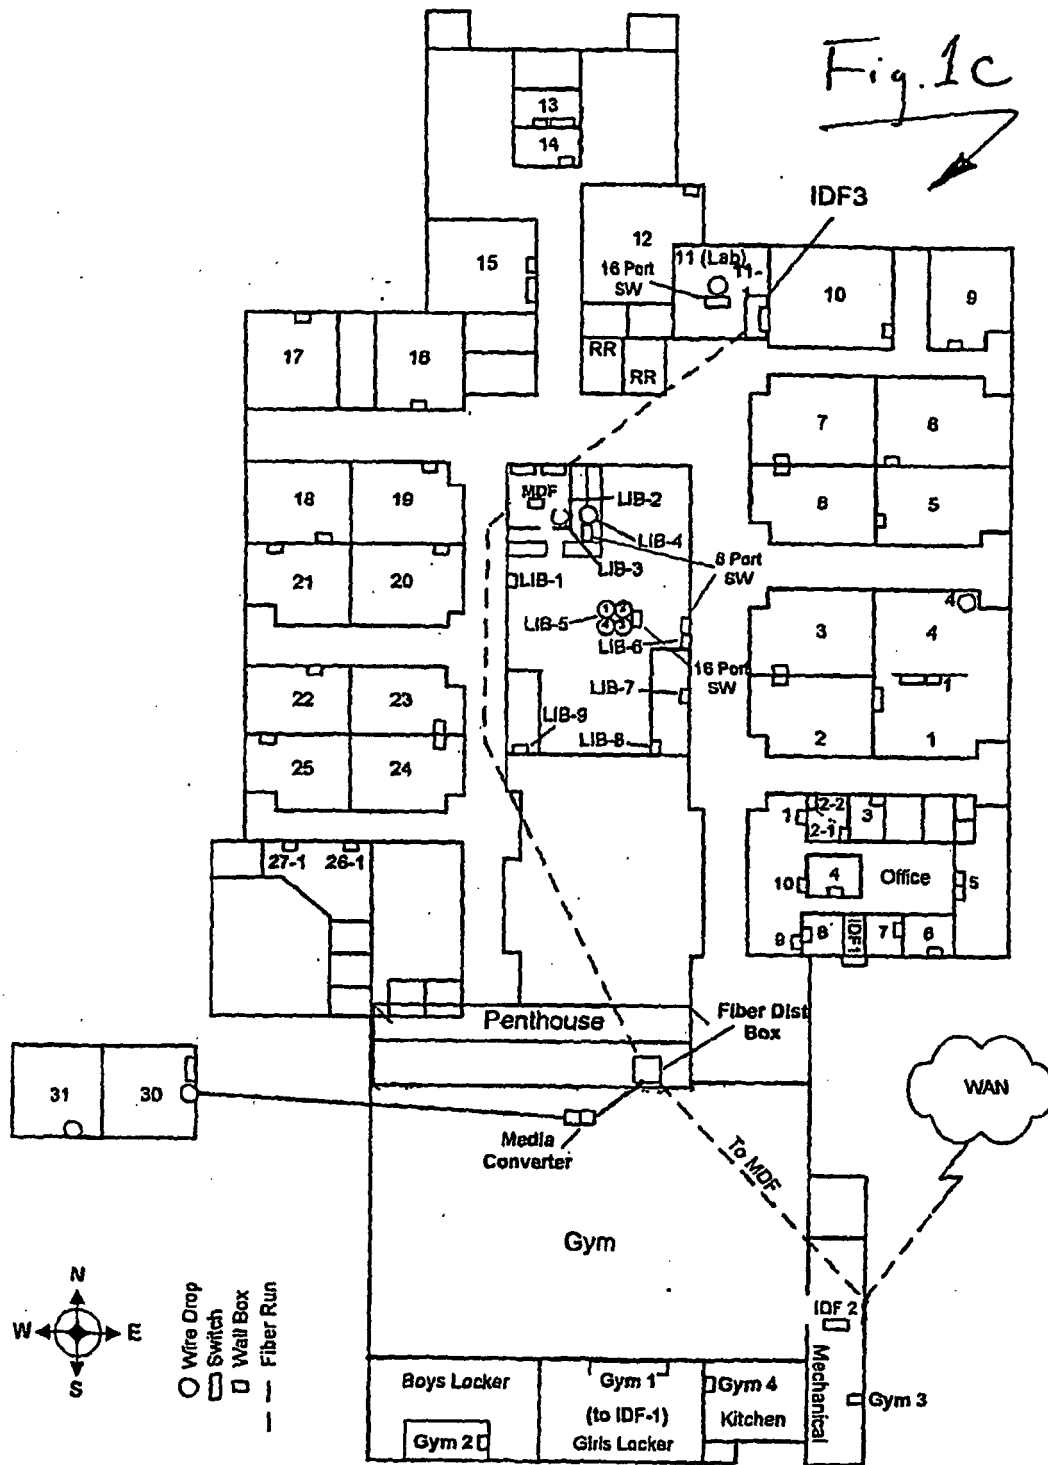 Fig. 1c
IDF3
13
14
15
12
11 (Lab)
11-
16 Port
SW
10
9
17
16
RR
RR
7
8
6
5
18
19
21
20
MDF
LIB-2
LIB-4
LIB-3
8 Port
SW
LIB-1
LIB-5
1 2
4 3
LIB-6
16 Port
SW
LIB-7
LIB-9
LIB-8
3
4
4
1
2
1
22
23
25
24
27-1
26-1
1
2-2
2-1
3
10
4
Office
5
9
8
IDF1
7
6
Penthouse
Fiber Dist
Box
31
30
Media
Converter
To MDF
WAN
Gym
N
W
E
S
Wire Drop
Switch
Wall Box
Fiber Run
IDF 2
Mechanical
Boys Locker
Gym 2
Gym 1
(to IDF-1)
Girls Locker
Gym 4
Kitchen
Gym 3